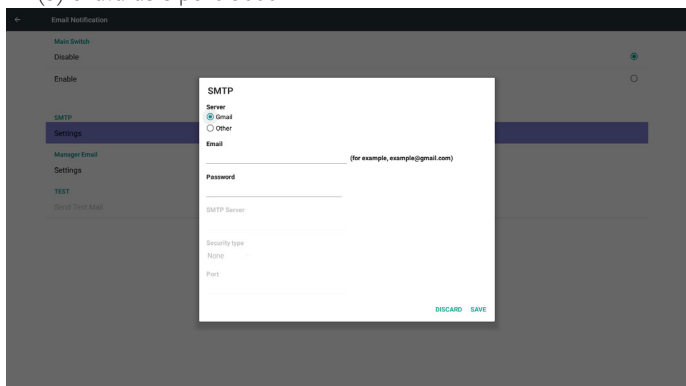 Email Notification
Main Switch
Disable
Enable
SMTP
Settings
Manager Email
Settings
TEST
Send Test Mail
SMTP
Server
Gmail
Other
Email
(for example, example@gmail.com)
Password
SMTP Server
Security type
None
Port
DISCARD SAVE